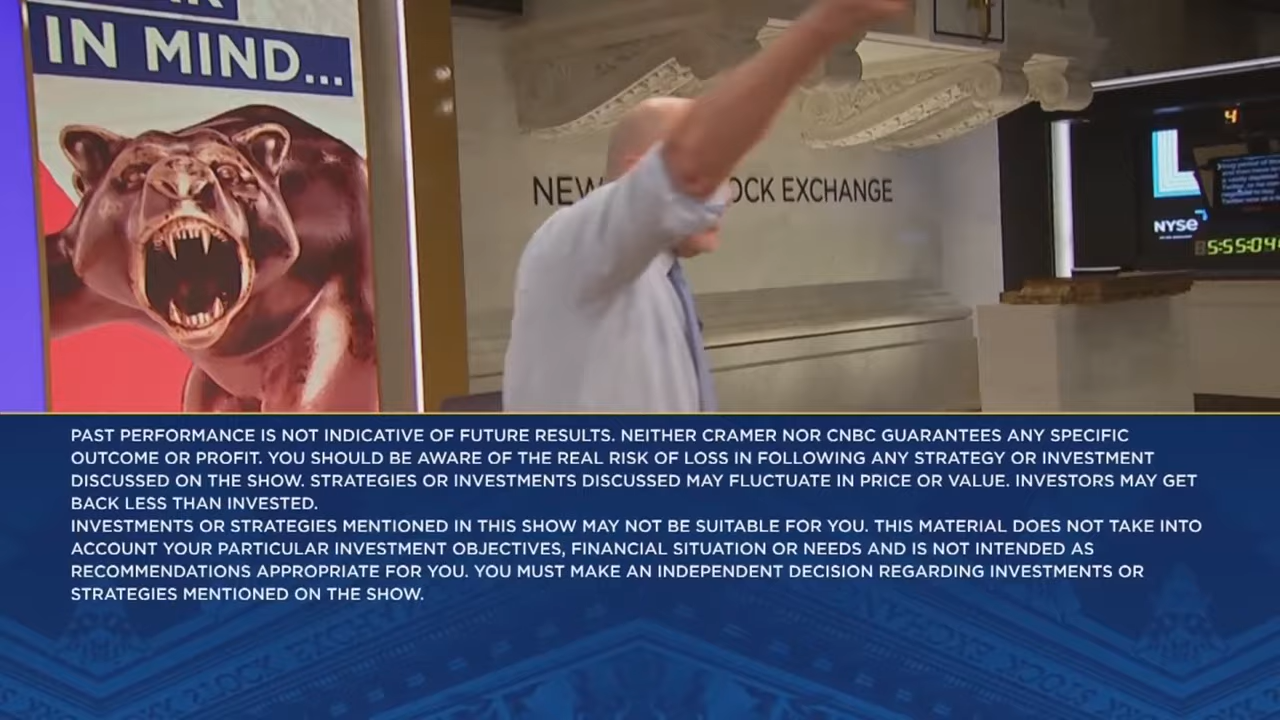 IN MIND...
NEW
OCK EXCHANGE
4
NYSE
5:55:04
PAST PERFORMANCE IS NOT INDICATIVE OF FUTURE RESULTS. NEITHER CRAMER NOR CNBC GUARANTEES ANY SPECIFIC
OUTCOME OR PROFIT. YOU SHOULD BE AWARE OF THE REAL RISK OF LOSS IN FOLLOWING ANY STRATEGY OR INVESTMENT
DISCUSSED ON THE SHOW. STRATEGIES OR INVESTMENTS DISCUSSED MAY FLUCTUATE IN PRICE OR VALUE. INVESTORS MAY GET
BACK LESS THAN INVESTED.
INVESTMENTS OR STRATEGIES MENTIONED IN THIS SHOW MAY NOT BE SUITABLE FOR YOU. THIS MATERIAL DOES NOT TAKE INTO
ACCOUNT YOUR PARTICULAR INVESTMENT OBJECTIVES, FINANCIAL SITUATION OR NEEDS AND IS NOT INTENDED AS
RECOMMENDATIONS APPROPRIATE FOR YOU. YOU MUST MAKE AN INDEPENDENT DECISION REGARDING INVESTMENTS OR
STRATEGIES MENTIONED ON THE SHOW.